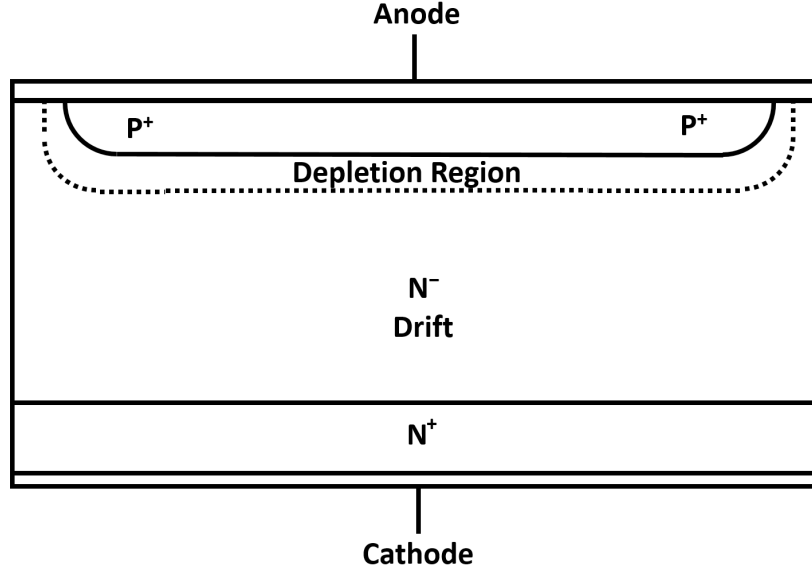 Anode
P⁺ P⁺
Depletion Region
N⁻
Drift
N⁺
Cathode